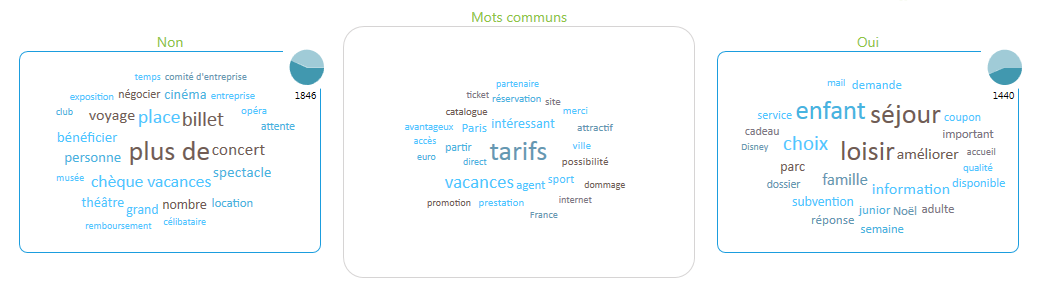 Mots communs
Non
1846
temps comité d'entreprise
exposition négocier cinéma entreprise
club voyage place billet opéra
attente
bénéficier
personne plus de concert
musée chèque vacances spectacle
théâtre grand nombre location
remboursement célibataire
partenaire
ticket réservation site
catalogue merci
avantageux Paris intéressant attractif
accès partir tarifs ville
euro direct possibilité
vacances agent sport dommage
promotion prestation internet
France
Oui
1440
mail demande
service enfant séjour coupon
cadeau important
Disney choix loisir améliorer accueil
parc qualité
dossier famille information disponible
subvention junior Noël adulte
réponse semaine